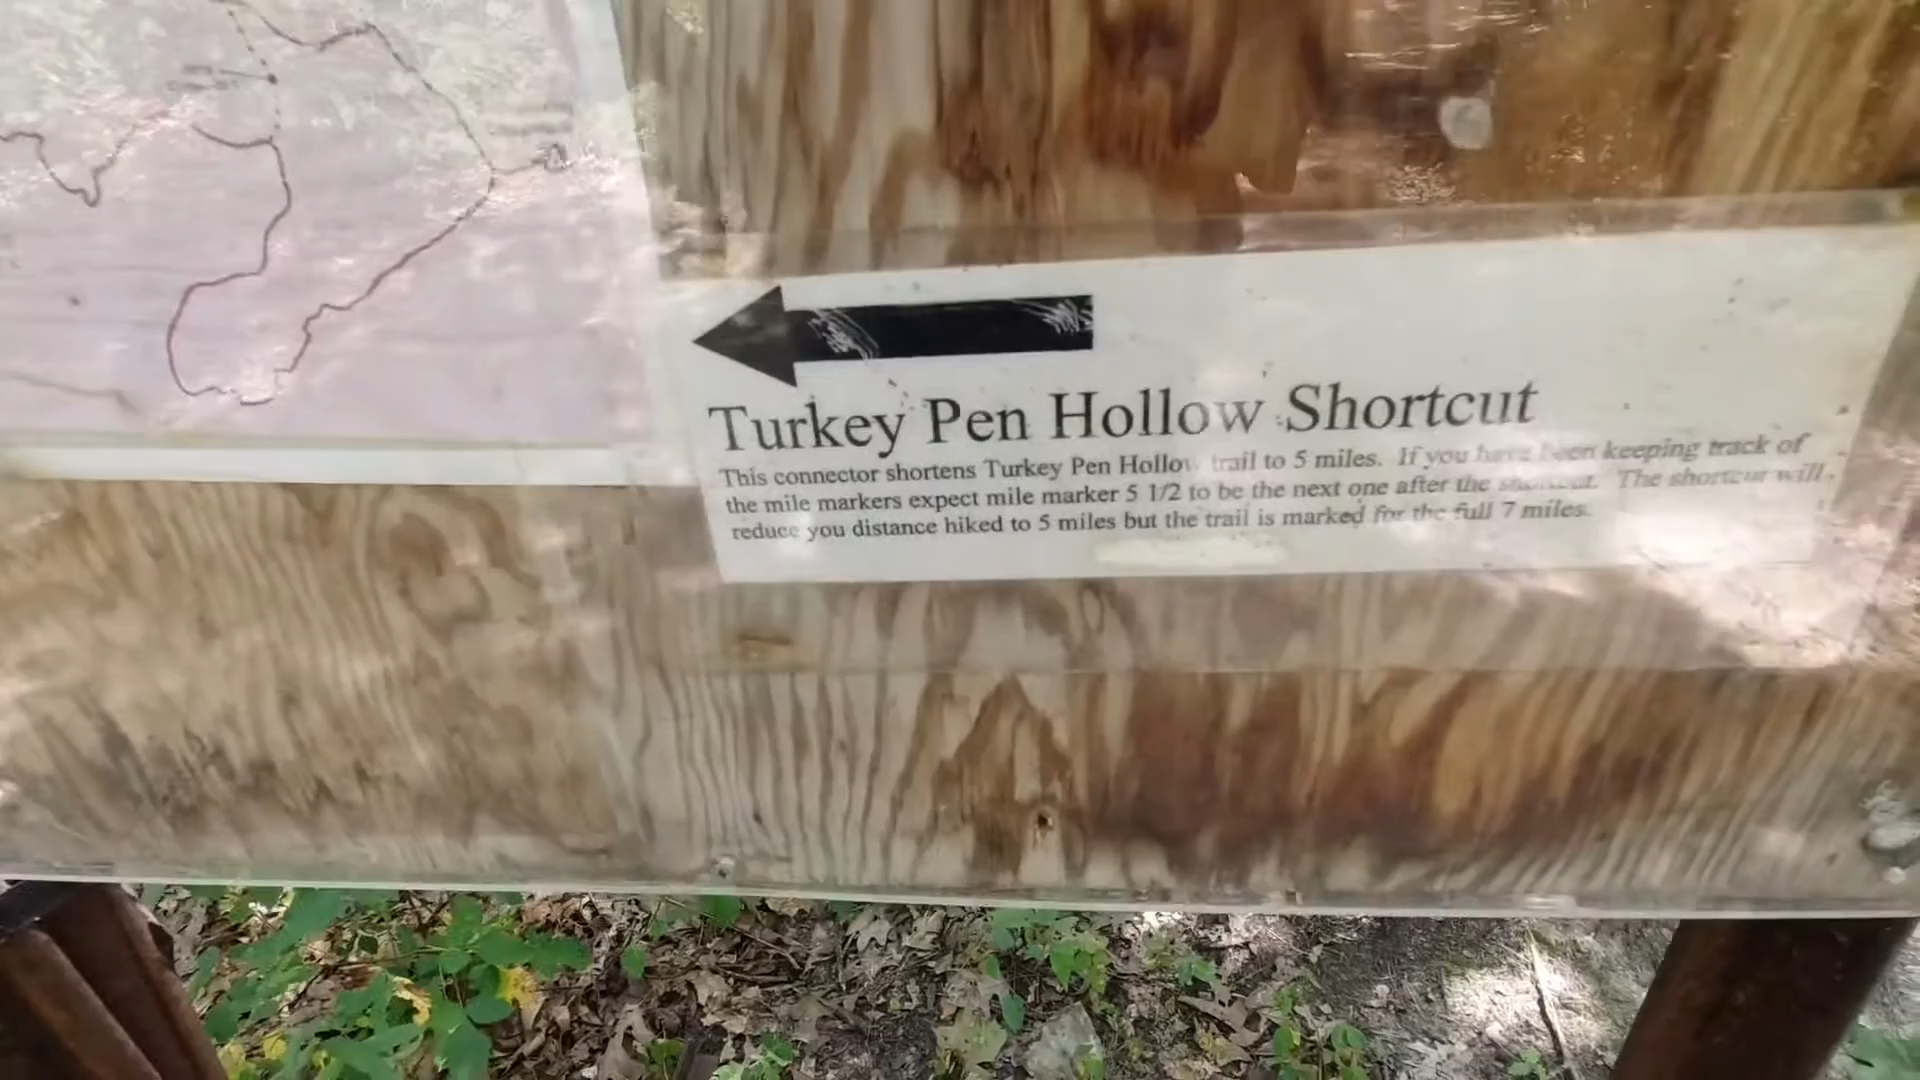 Turkey Pen Hollow Shortcut
This connector shortens Turkey Pen Hollow trail to 5 miles. If you have been keeping track of
the mile markers expect mile marker 5 1/2 to be the next one after the shortcut. The shortcut will
reduce you distance hiked to 5 miles but the trail is marked for the full 7 miles.